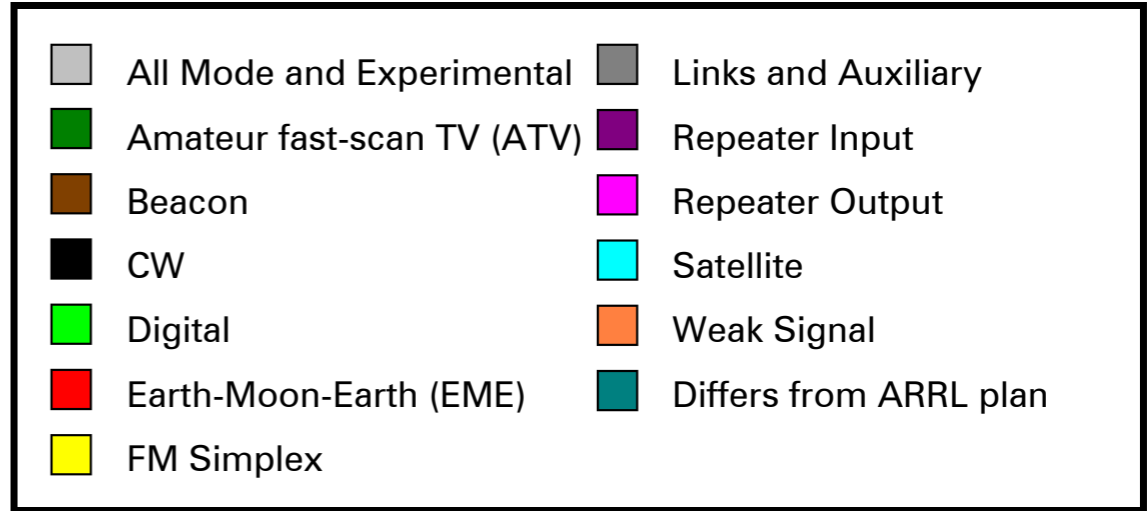 All Mode and Experimental
Amateur fast-scan TV (ATV)
Beacon
CW
Digital
Earth-Moon-Earth (EME)
FM Simplex
Links and Auxiliary
Repeater Input
Repeater Output
Satellite
Weak Signal
Differs from ARRL plan